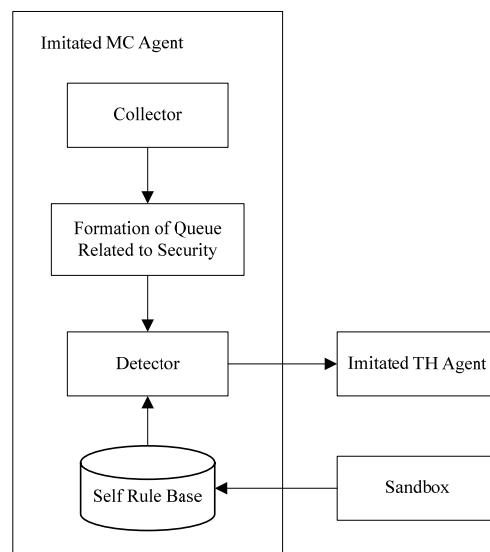 Imitated MC Agent
Collector
Formation of Queue
Related to Security
Detector
Imitated TH Agent
Self Rule Base
Sandbox